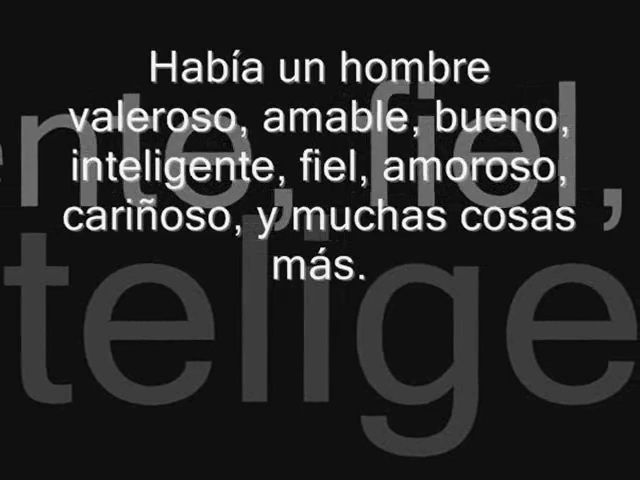 Había un hombre
valeroso, amable, bueno,
inteligente, fiel, amoroso,
cariñoso, y muchas cosas
más.
ente, fiel,
telige